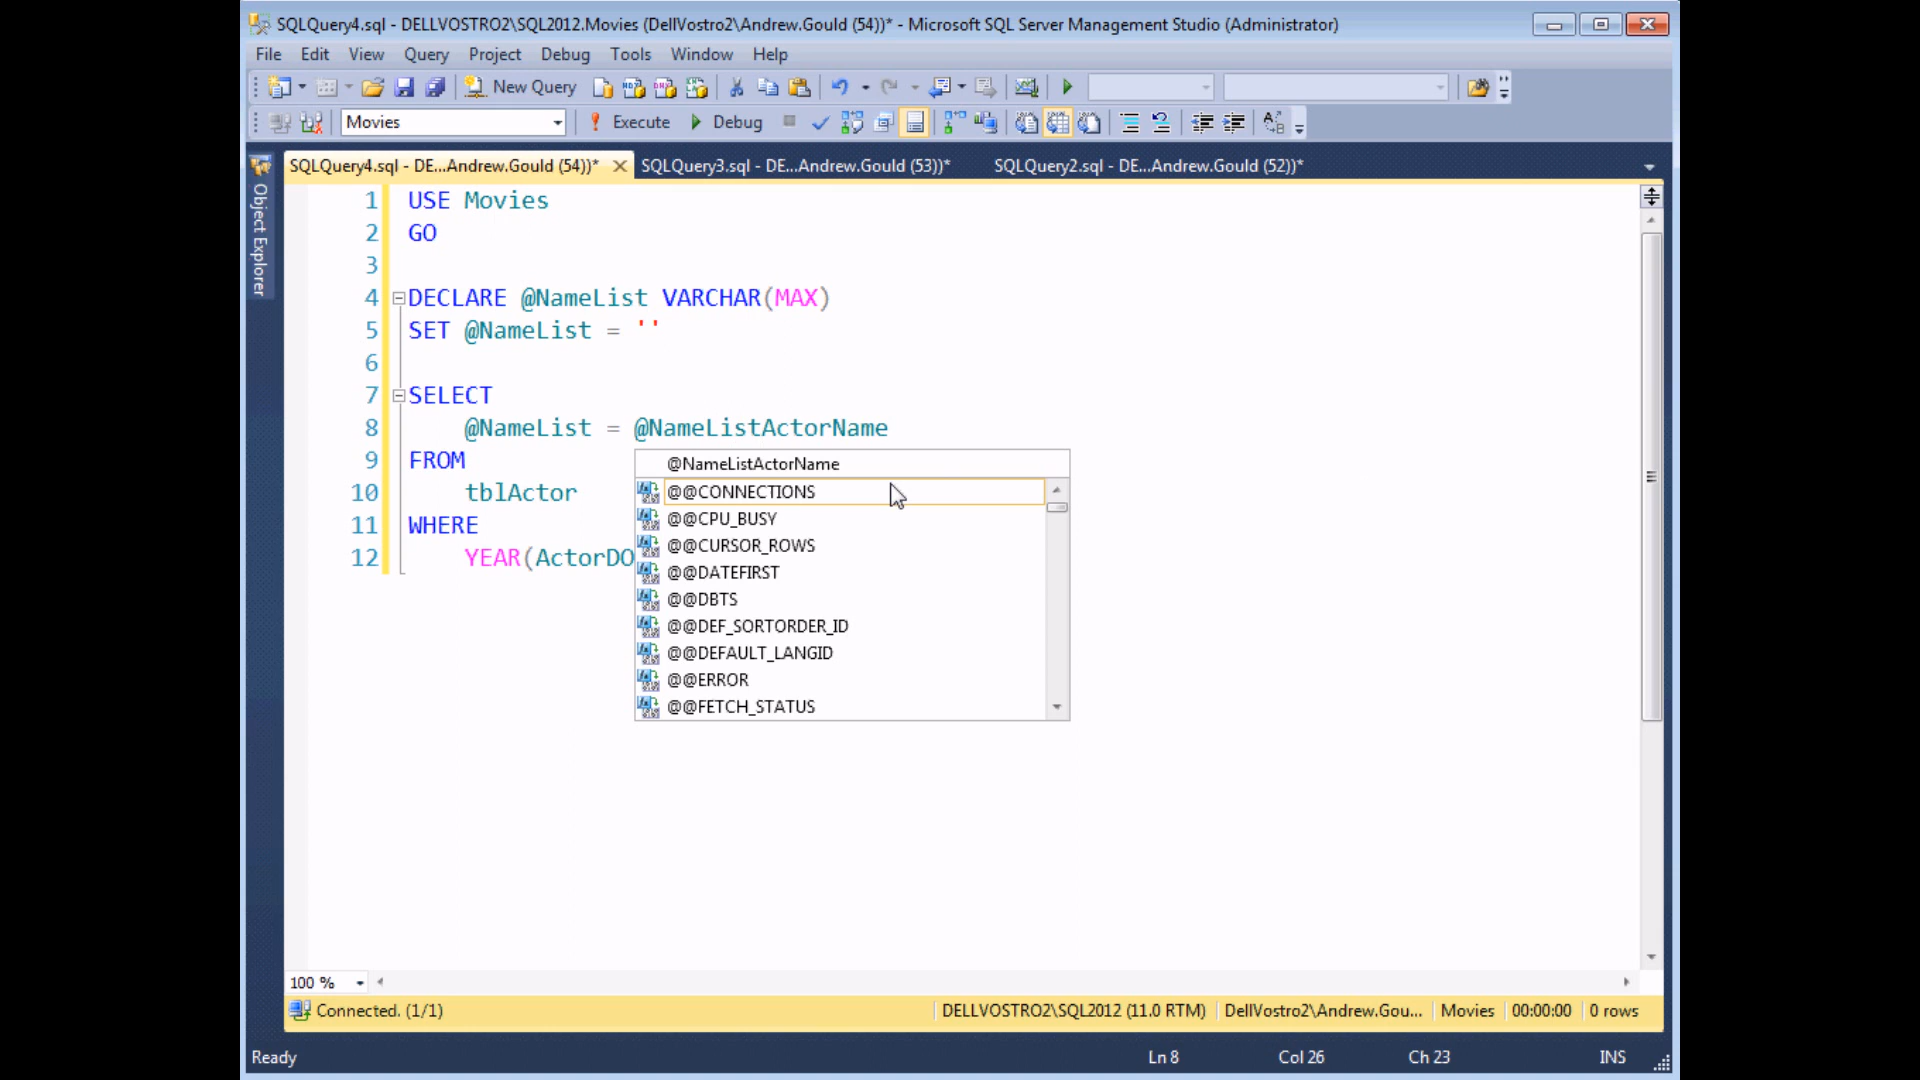 SQLQuery4.sql - DELLVOSTRO2\SQL2012.Movies (DellVostro2\Andrew.Gould (54))* - Microsoft SQL Server Management Studio (Administrator)
File Edit View Query Project Debug Tools Window Help
New Query
Movies Execute Debug
SQLQuery4.sql - DE...Andrew.Gould (54))* SQLQuery3.sql - DE...Andrew.Gould (53))* SQLQuery2.sql - DE...Andrew.Gould (52))*
Object Explorer
1 USE Movies
2 GO
3
4 DECLARE @NameList VARCHAR(MAX)
5 SET @NameList = ''
6
7 SELECT
8 @NameList = @NameListActorName
9 FROM
10 tblActor
11 WHERE
12 YEAR(ActorDO
@NameListActorName
@@CONNECTIONS
@@CPU_BUSY
@@CURSOR_ROWS
@@DATEFIRST
@@DBTS
@@DEF_SORTORDER_ID
@@DEFAULT_LANGID
@@ERROR
@@FETCH_STATUS
100 %
Connected. (1/1) DELLVOSTRO2\SQL2012 (11.0 RTM) DellVostro2\Andrew.Gou... Movies 00:00:00 0 rows
Ready Ln 8 Col 26 Ch 23 INS